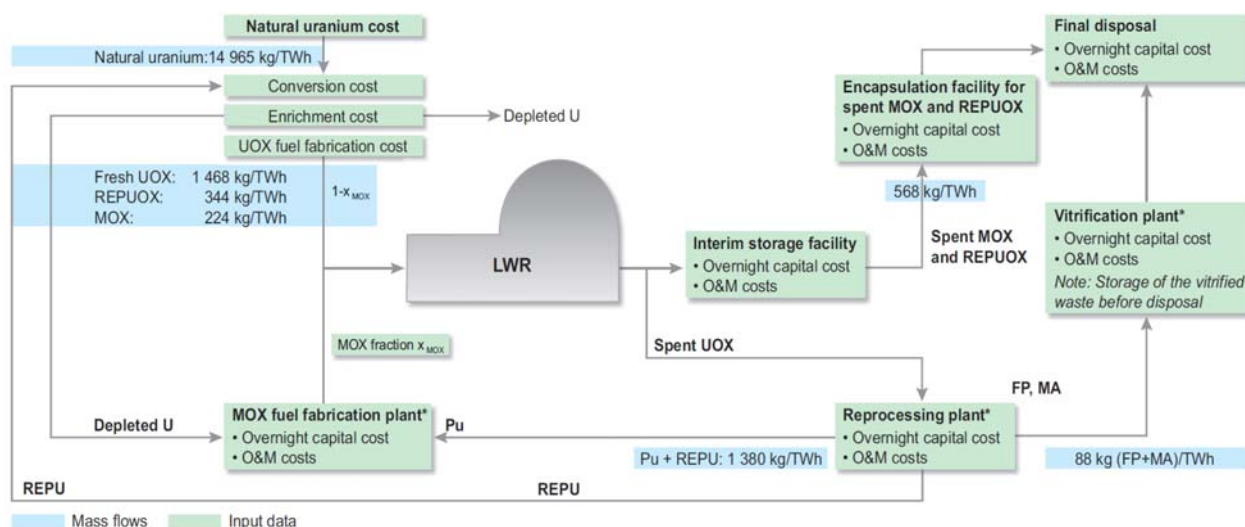 Natural uranium cost
Natural uranium:14 965 kg/TWh
Conversion cost
Enrichment cost
Depleted U
UOX fuel fabrication cost
Fresh UOX: 1 468 kg/TWh
REPUOX: 344 kg/TWh
MOX: 224 kg/TWh
1-x MOX
LWR
MOX fraction x MOX
Depleted U
MOX fuel fabrication plant*
• Overnight capital cost
• O&M costs
Pu
Interim storage facility
• Overnight capital cost
• O&M costs
Spent MOX
and REPUOX
568 kg/TWh
Encapsulation facility for
spent MOX and REPUOX
• Overnight capital cost
• O&M costs
Final disposal
• Overnight capital cost
• O&M costs
Vitrification plant*
• Overnight capital cost
• O&M costs
Note: Storage of the vitrified
waste before disposal
Spent UOX
FP, MA
Reprocessing plant*
• Overnight capital cost
• O&M costs
Pu + REPU: 1 380 kg/TWh
88 kg (FP+MA)/TWh
REPU
REPU
Mass flows
Input data